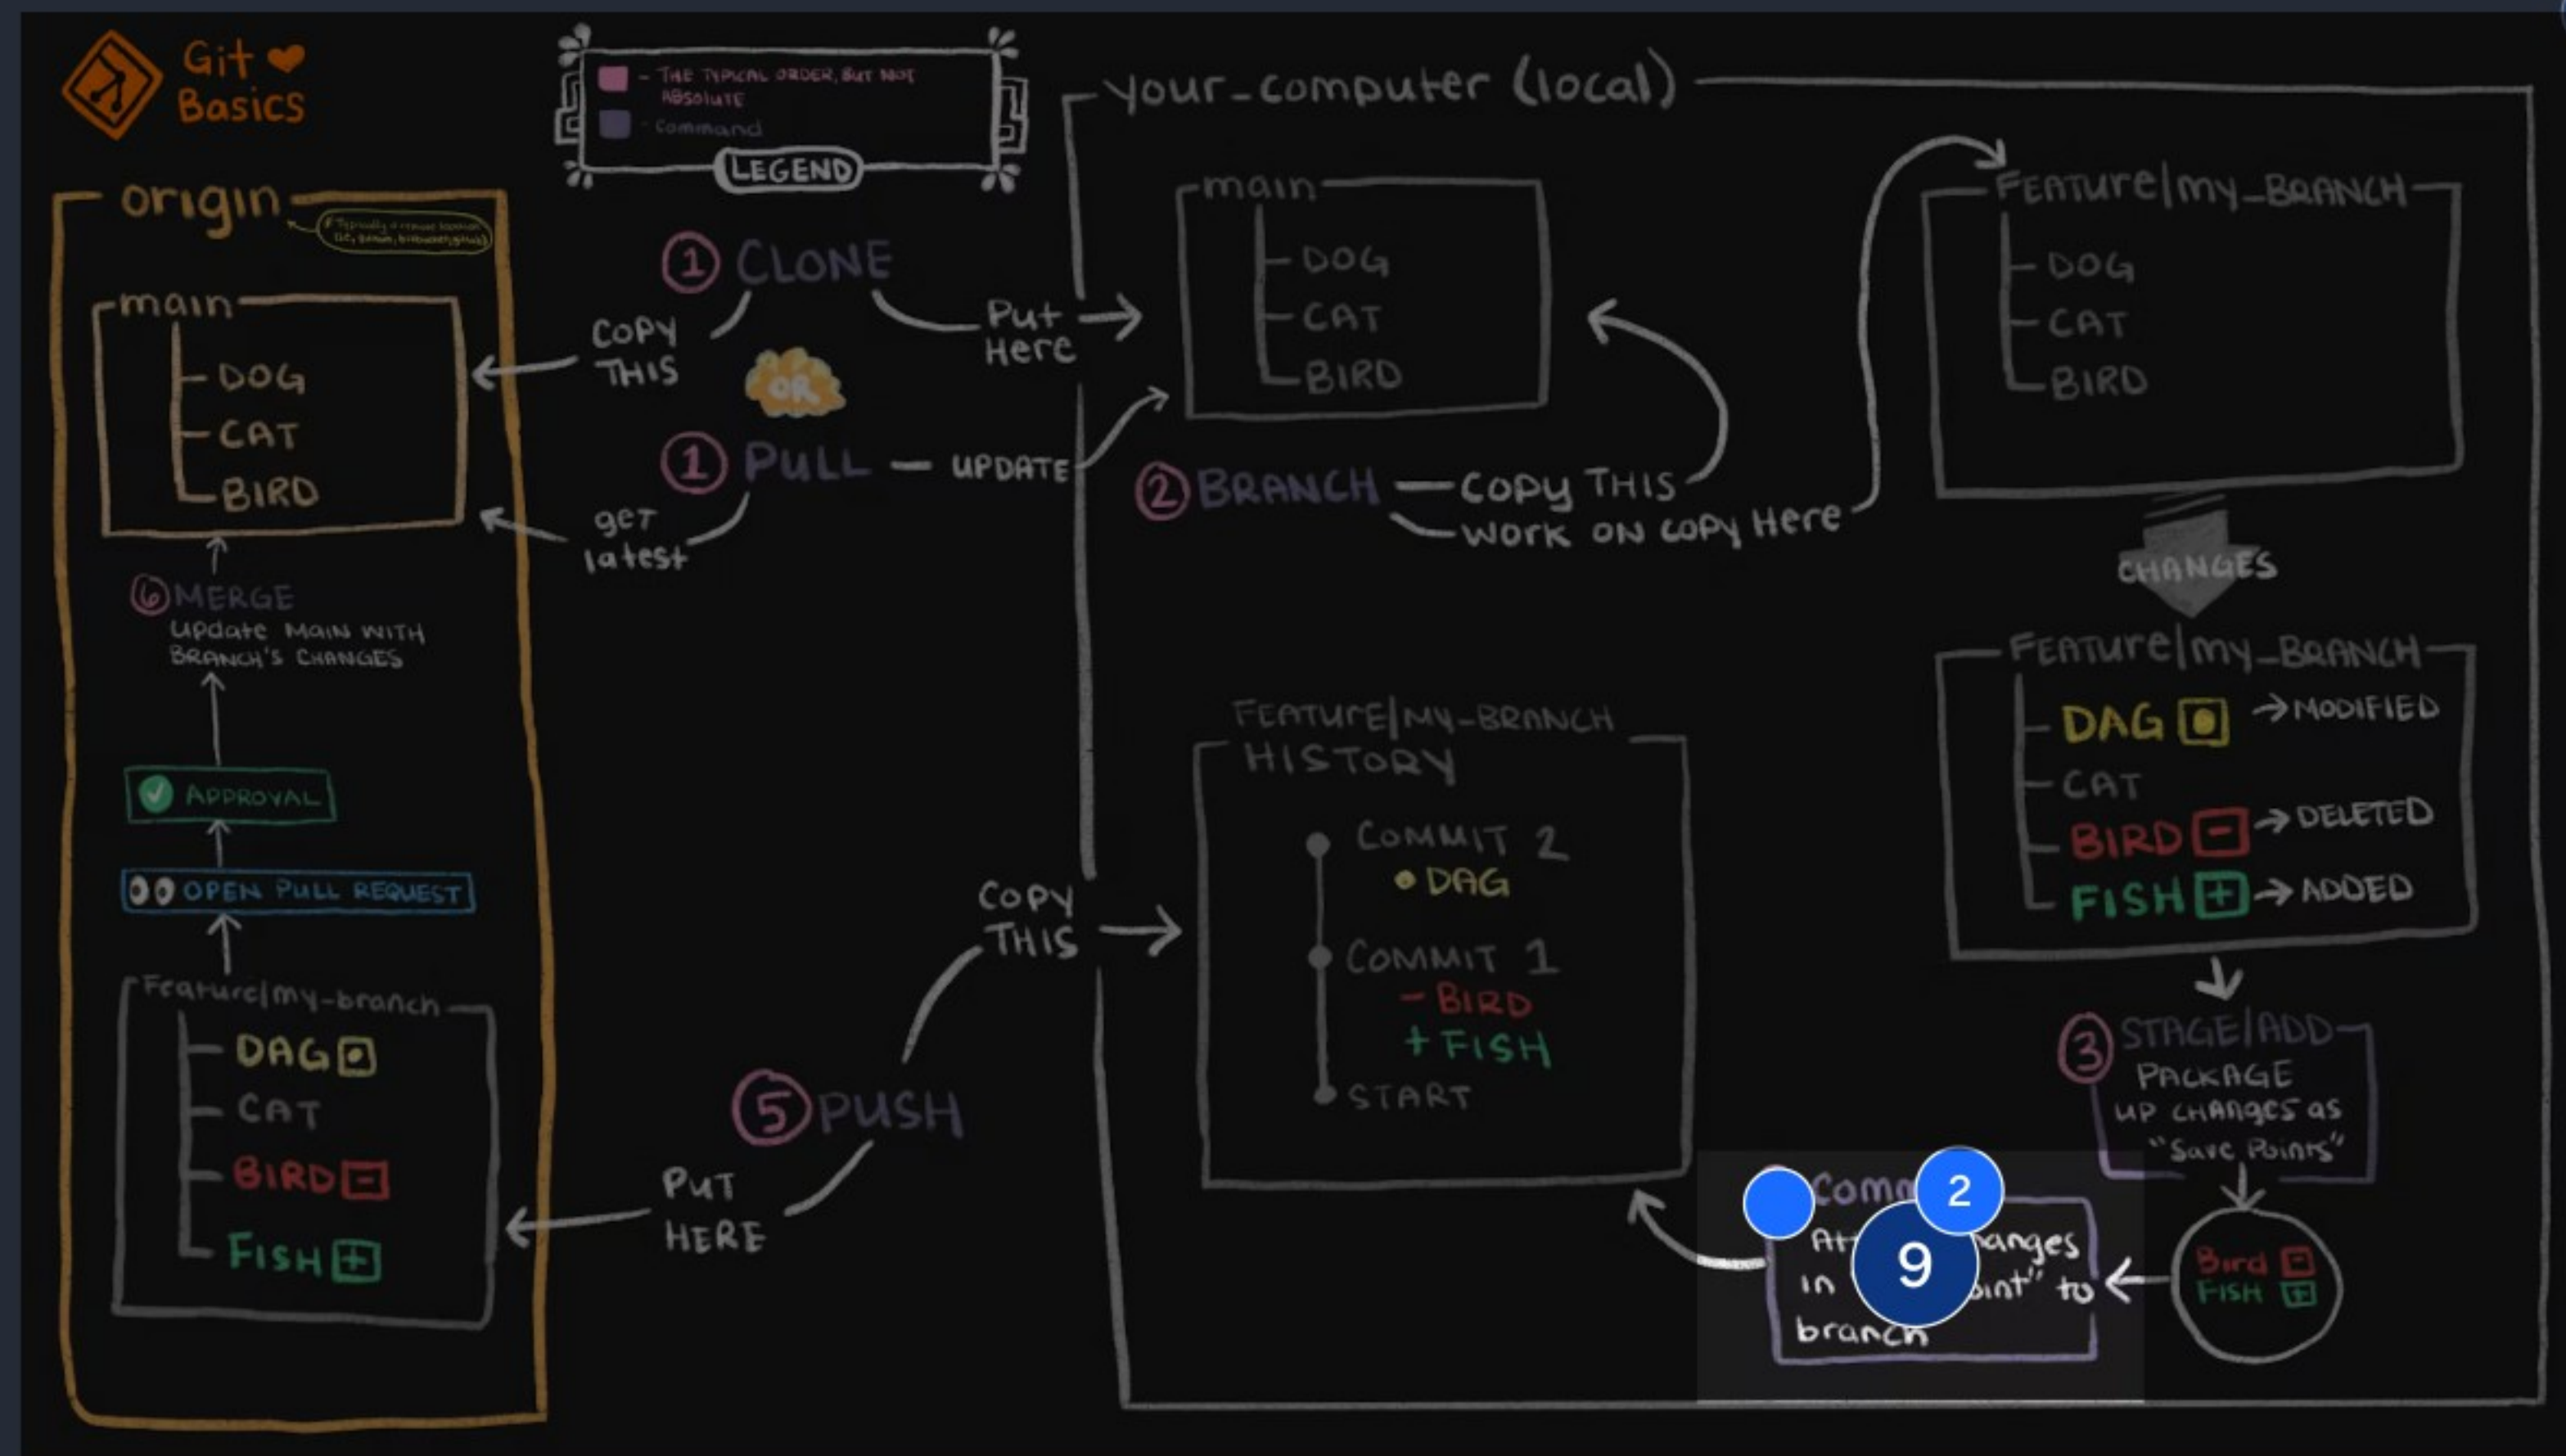 Git ❤
Basics
- THE TYPICAL ORDER, BUT NOT
ABSOLUTE
- Command
LEGEND
origin
main
DOG
CAT
BIRD
6 MERGE
update MAIN WITH
BRANCH'S CHANGES
APPROVAL
OPEN PULL REQUEST
Feature/my-branch
DAG
CAT
BIRD -
FISH +
1 CLONE
COPY
THIS
Put
Here
OR
1 PULL — UPDATE
get
latest
your_computer (local)
main
DOG
CAT
BIRD
2 BRANCH — COPY THIS
WORK ON COPY Here
FEATURE/my_BRANCH
DOG
CAT
BIRD
CHANGES
FEATURE/my_BRANCH
DAG → MODIFIED
CAT
BIRD - → DELETED
FISH + → ADDED
3 STAGE/ADD
PACKAGE
UP CHANGES as
"Save Points"
Bird -
FISH +
2
9
hanges
in to
branch
FEATURE/MY-BRANCH
HISTORY
COMMIT 2
• DAG
COMMIT 1
- BIRD
+ FISH
START
5 PUSH
COPY
THIS
PUT
HERE